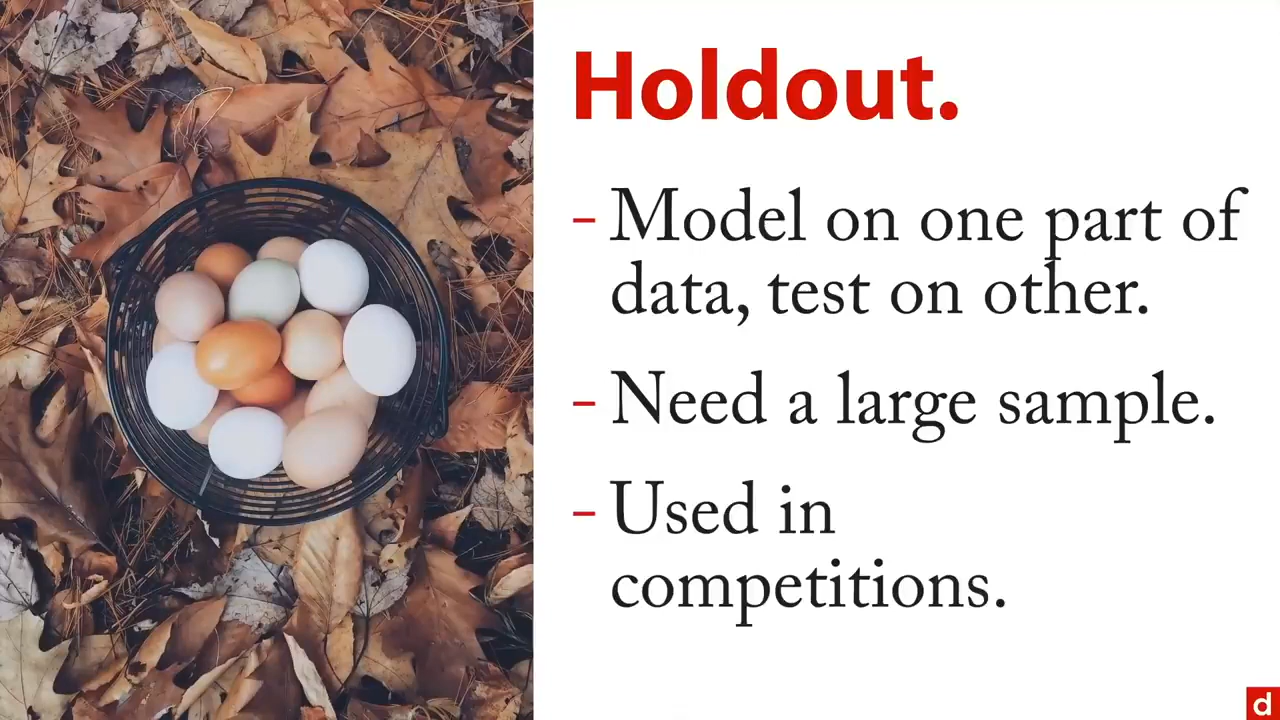 Holdout.
- Model on one part of
data, test on other.
- Need a large sample.
- Used in
competitions.
d